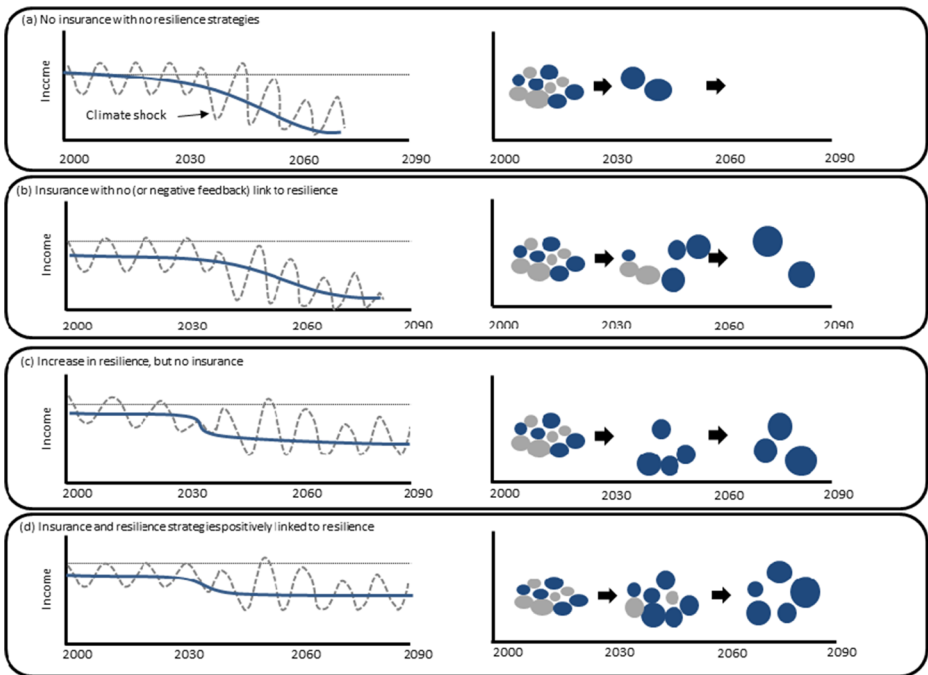 (a) No insurance with no resilience strategies
Income
Climate shock
2000 2030 2060 2090
2000 2030 2060 2090
(b) Insurance with no (or negative feedback) link to resilience
Income
2000 2030 2060 2090
2000 2030 2060 2090
(c) Increase in resilience, but no insurance
Income
2000 2030 2060 2090
2000 2030 2060 2090
(d) Insurance and resilience strategies positively linked to resilience
Income
2000 2030 2060 2090
2000 2030 2060 2090